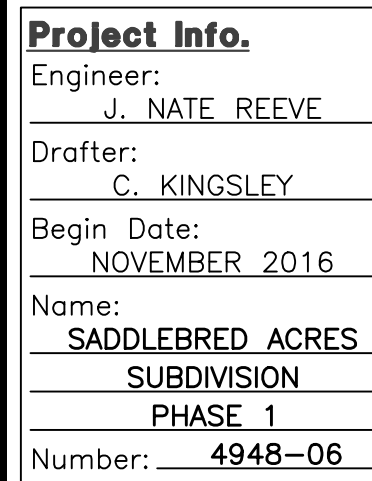 Project Info.
Engineer:
J. NATE REEVE
Drafter:
C. KINGSLEY
Begin Date:
NOVEMBER 2016
Name:
SADDLEBRED ACRES
SUBDIVISION
PHASE 1
Number: 4948-06